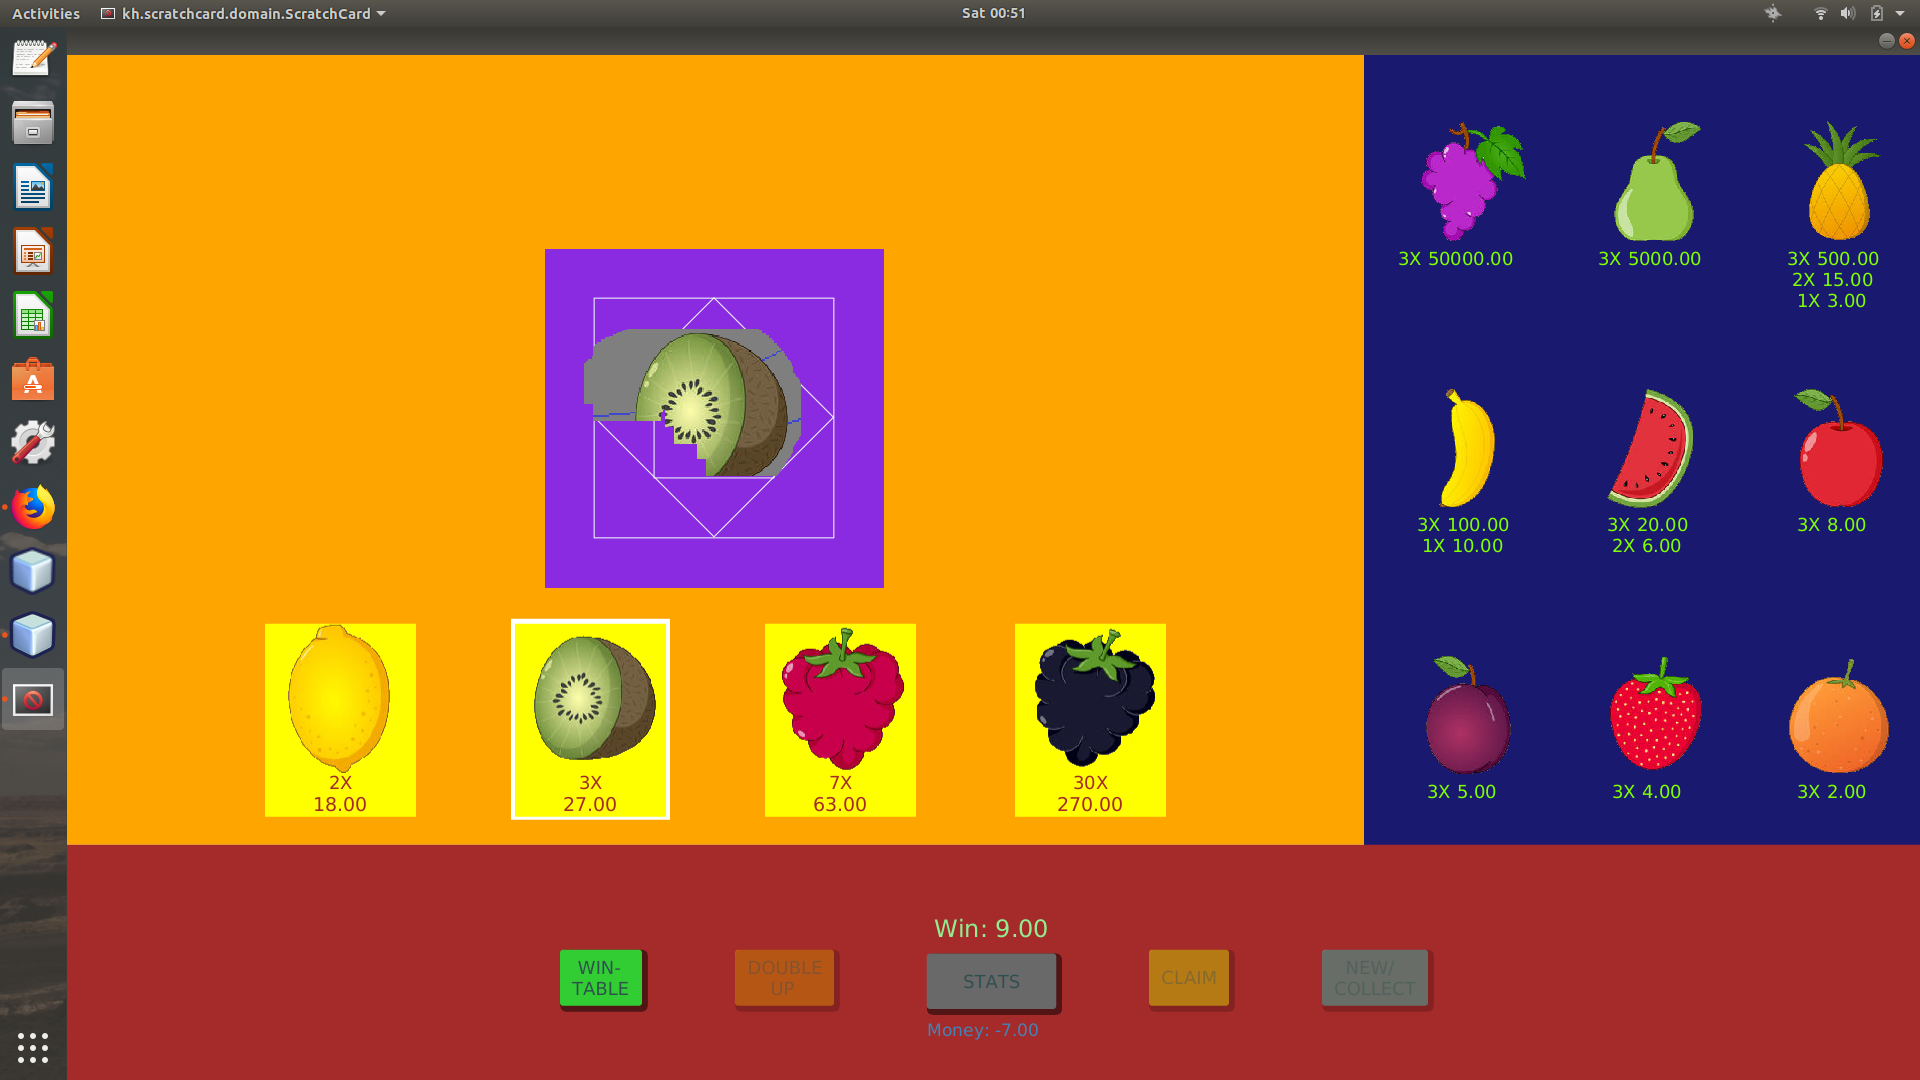 Activities
kh.scratchcard.domain.ScratchCard
Sat 00:51
3X 50000.00
3X 5000.00
3X 500.00
2X 15.00
1X 3.00
3X 100.00
1X 10.00
3X 20.00
2X 6.00
3X 8.00
3X 5.00
3X 4.00
3X 2.00
2X
18.00
3X
27.00
7X
63.00
30X
270.00
Win: 9.00
WIN-
TABLE
DOUBLE
UP
STATS
CLAIM
NEW/
COLLECT
Money: -7.00